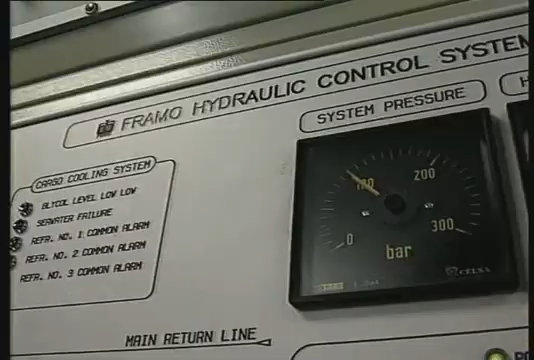 FRAMO HYDRAULIC CONTROL SYSTEM
SYSTEM PRESSURE
CARGO COOLING SYSTEM
GLYCOL LEVEL LOW LOW
SEAWATER FAILURE
REFR. NO. 1 COMMON ALARM
REFR. NO. 2 COMMON ALARM
REFR. NO. 3 COMMON ALARM
0
100
200
300
bar
CELSA
MAIN RETURN LINE